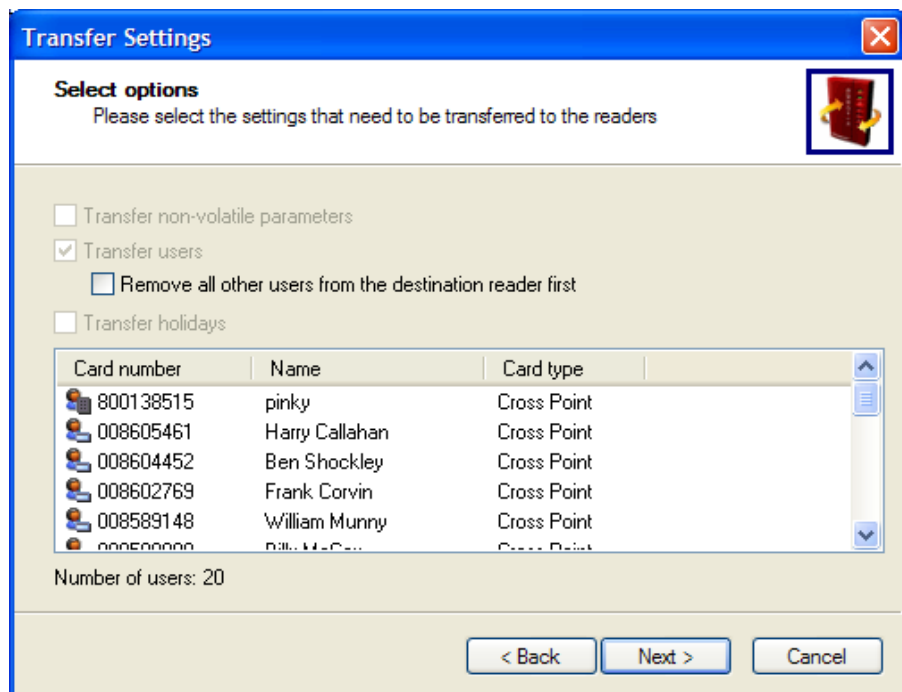 Transfer Settings
Select options
Please select the settings that need to be transferred to the readers
Transfer non-volatile parameters
Transfer users
Remove all other users from the destination reader first
Transfer holidays
Card number Name Card type
800138515 pinky Cross Point
008605461 Harry Callahan Cross Point
008604452 Ben Shockley Cross Point
008602769 Frank Corvin Cross Point
008589148 William Munny Cross Point
Cross Point
Number of users: 20
< Back Next > Cancel